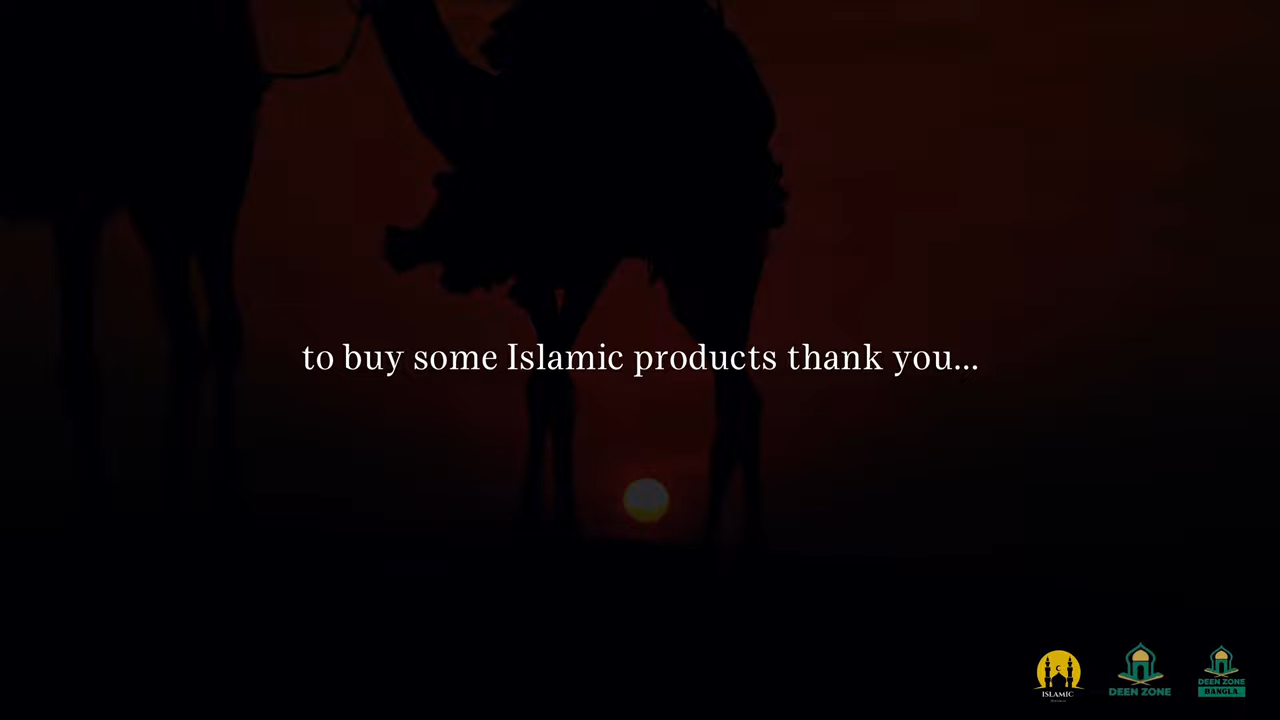 to buy some Islamic products thank you...
ISLAMIC
DEEN ZONE
DEEN ZONE
BANGLA